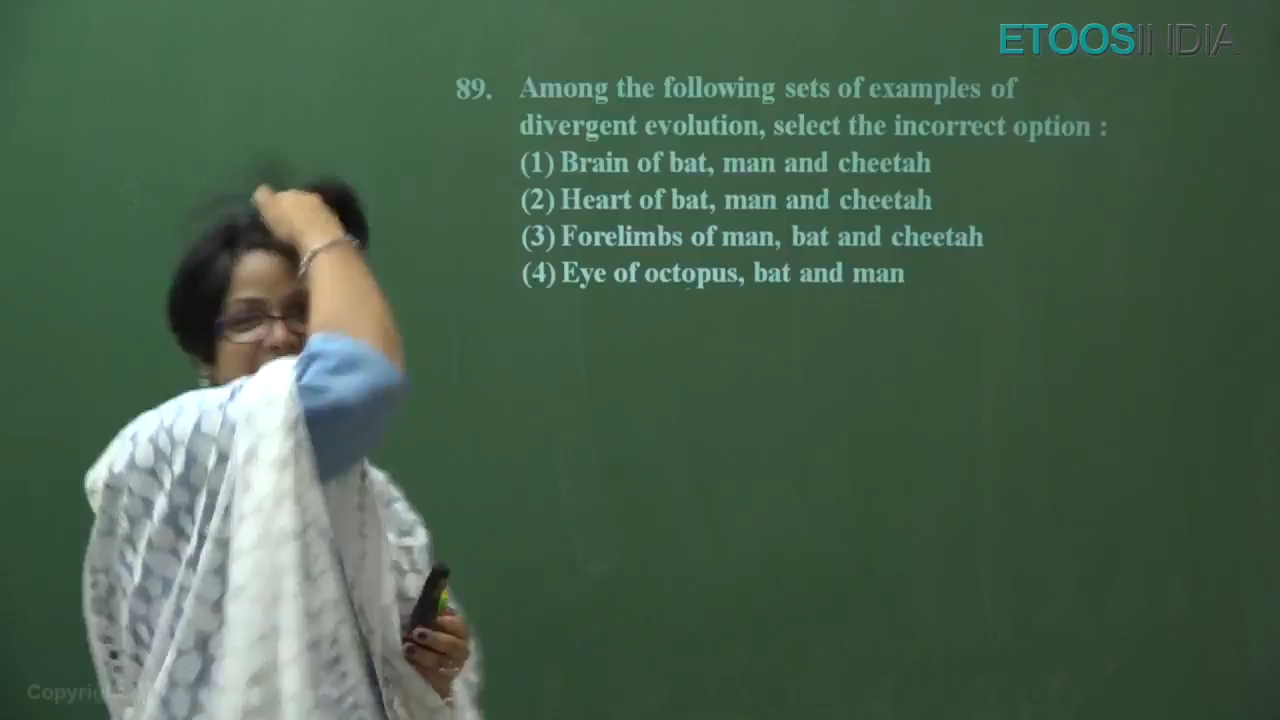 ETOOSINDIA
89. Among the following sets of examples of
divergent evolution, select the incorrect option :
(1) Brain of bat, man and cheetah
(2) Heart of bat, man and cheetah
(3) Forelimbs of man, bat and cheetah
(4) Eye of octopus, bat and man